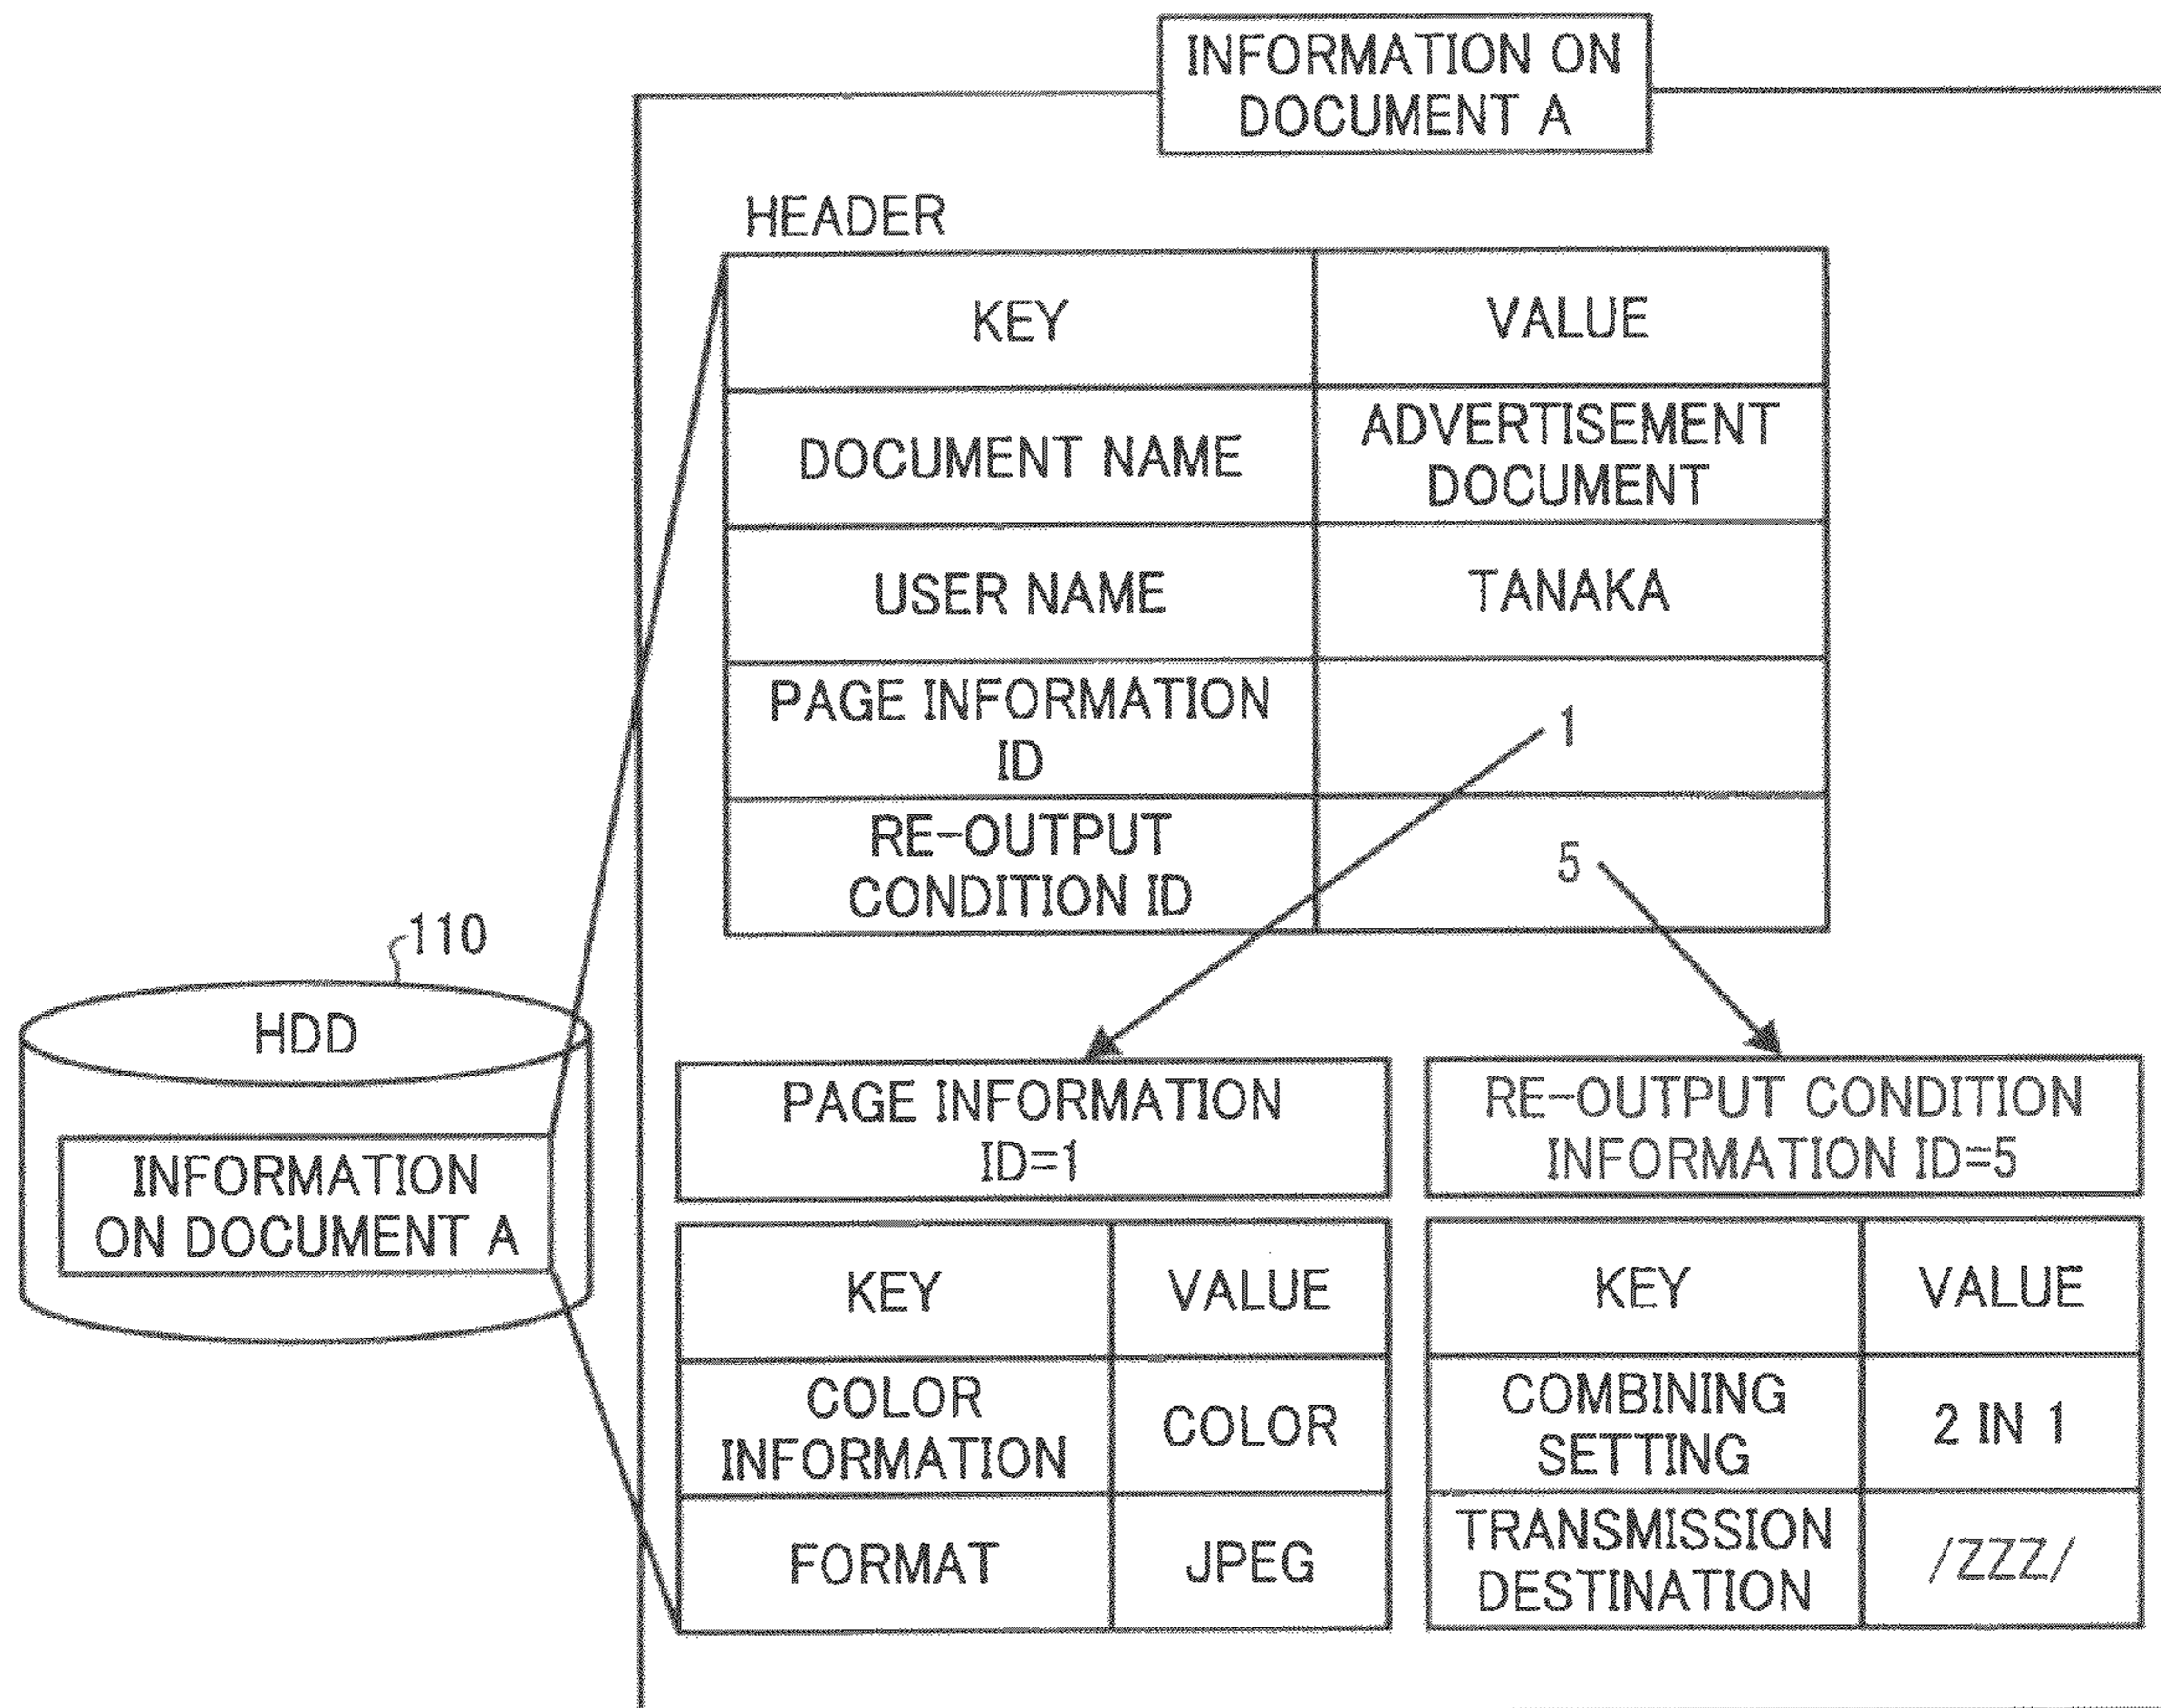 INFORMATION ON
DOCUMENT A
HEADER
KEY VALUE
DOCUMENT NAME
ADVERTISEMENT
DOCUMENT
USER NAME TANAKA
PAGE INFORMATION
ID
1
RE-OUTPUT
CONDITION ID
5
110
HDD
INFORMATION
ON DOCUMENT A
PAGE INFORMATION
ID=1
KEY VALUE
COLOR
INFORMATION
COLOR
FORMAT JPEG
RE-OUTPUT CONDITION
INFORMATION ID=5
KEY VALUE
COMBINING
SETTING
2 IN 1
TRANSMISSION
DESTINATION
/ZZZ/